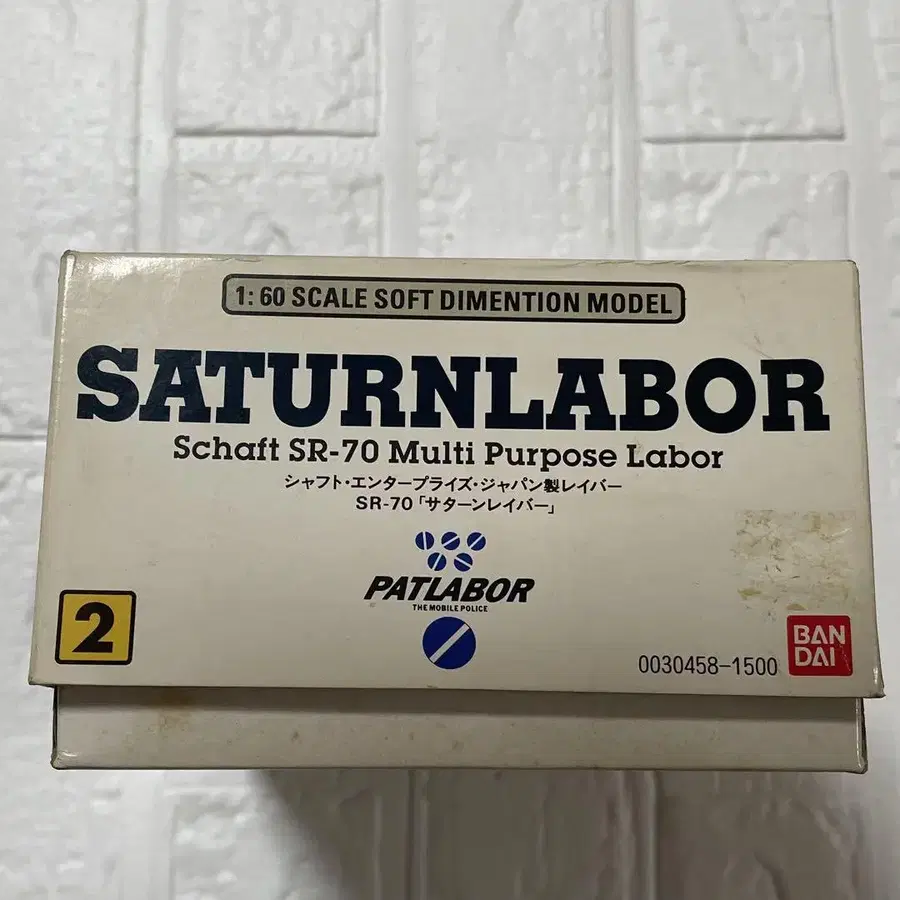 1:60 SCALE SOFT DIMENTION MODEL
SATURNLABOR
Schaft SR-70 Multi Purpose Labor
シャフト・エンタープライズ・ジャパン製レイバー
SR-70「サターンレイバー」
PATLABOR
THE MOBILE POLICE
2
0030458-1500
BAN
DAI